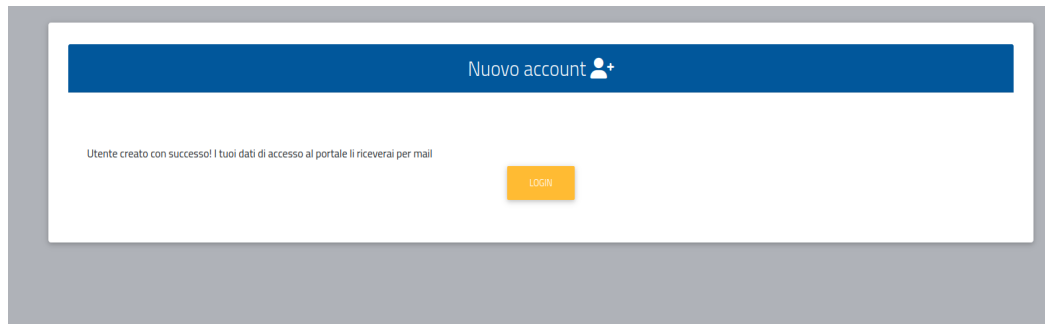 Nuovo account
Utente creato con successo! I tuoi dati di accesso al portale li riceverai per mail
LOGIN